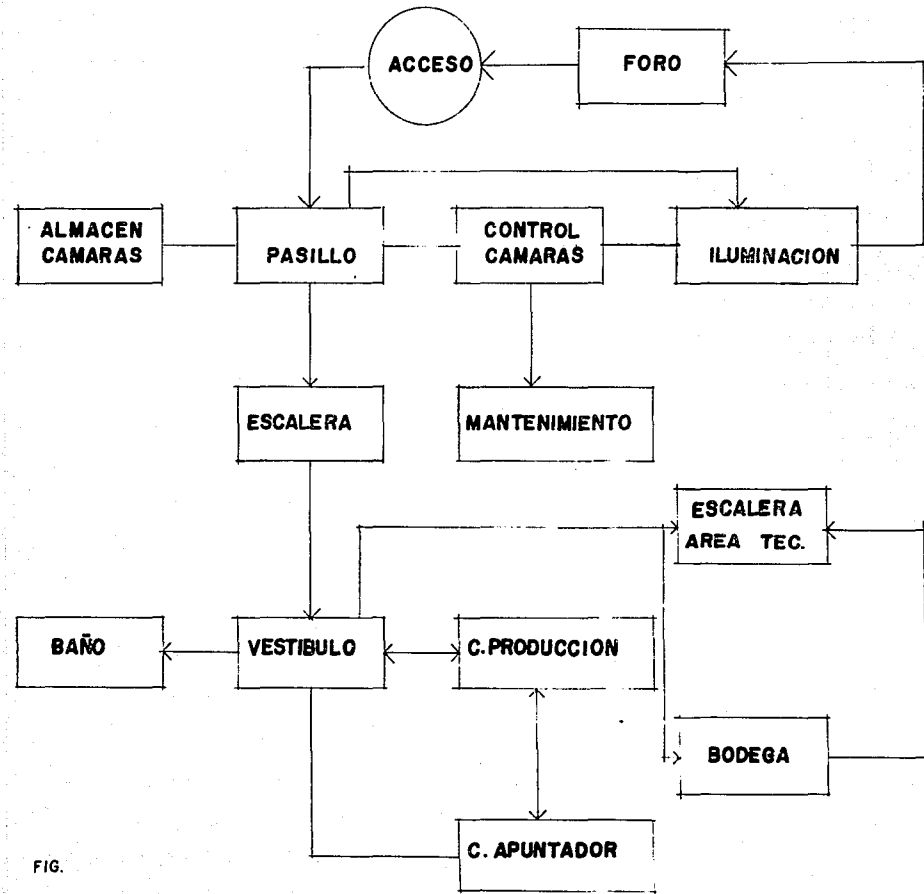 ACCESO
FORO
ALMACEN
CAMARAS
PASILLO
CONTROL
CAMARAS
ILUMINACION
ESCALERA
MANTENIMIENTO
ESCALERA
AREA TEC.
BAÑO
VESTIBULO
C.PRODUCCION
BODEGA
C. APUNTADOR
FIG.